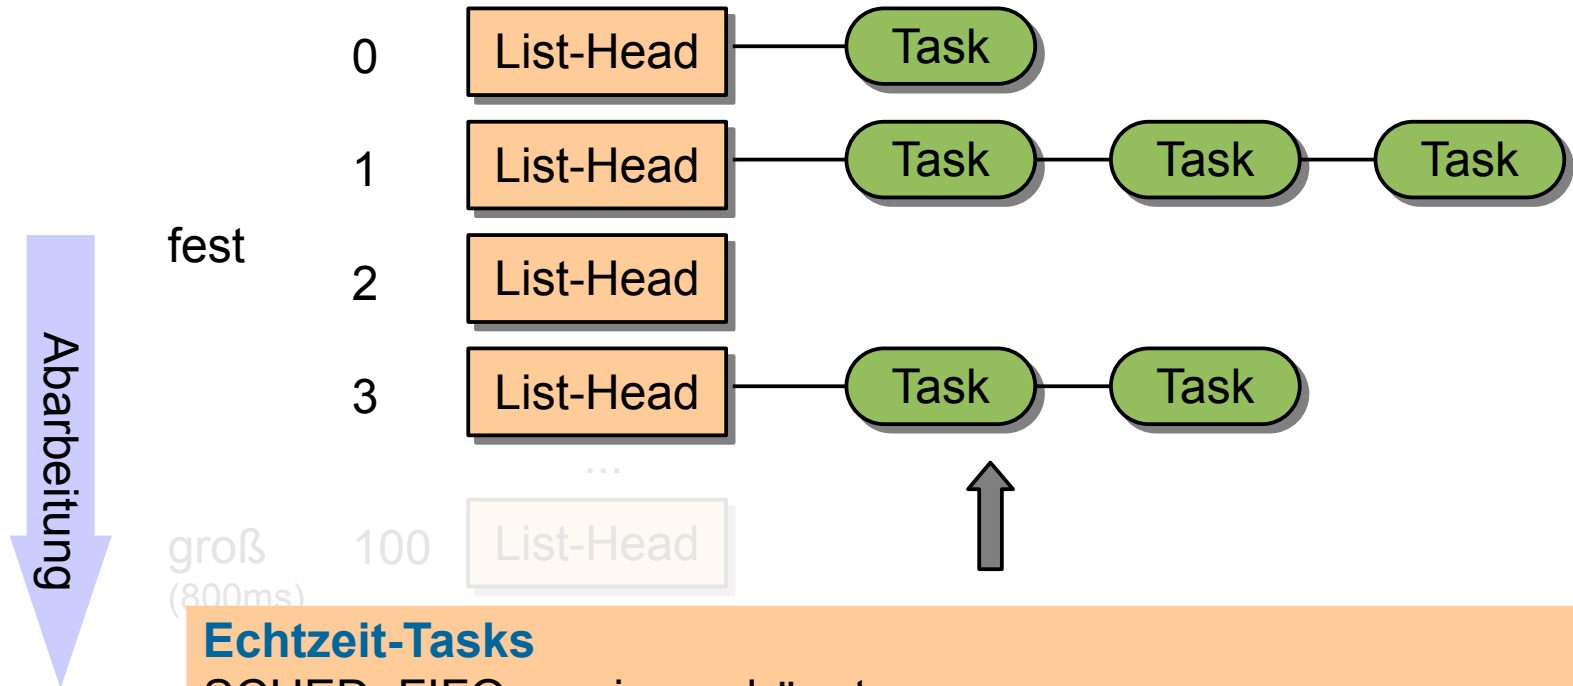 0 List-Head Task
1 List-Head Task Task Task
fest
2 List-Head
3 List-Head Task Task
...
groß 100 List-Head
(800ms)
Abarbeitung
Echtzeit-Tasks